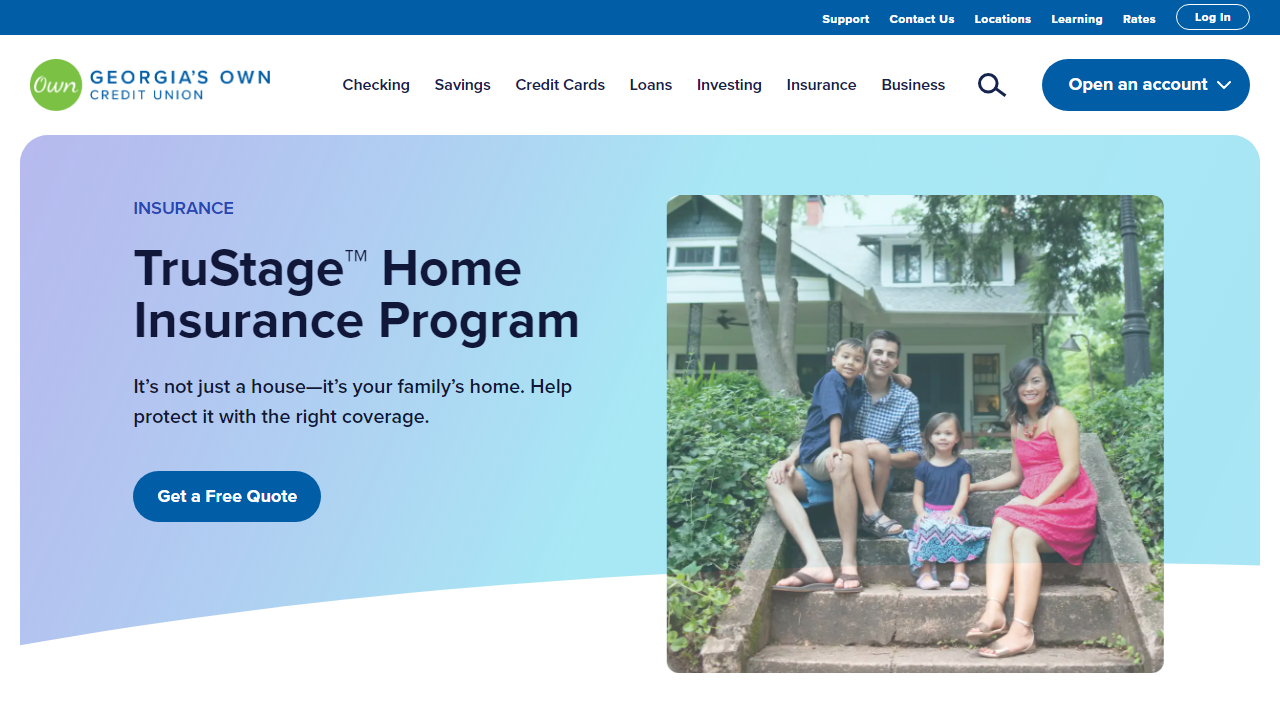 Support Contact Us Locations Learning Rates Log In
Own GEORGIA'S OWN
CREDIT UNION
Checking Savings Credit Cards Loans Investing Insurance Business Open an account
INSURANCE
TruStage™ Home
Insurance Program
It's not just a house—it's your family's home. Help
protect it with the right coverage.
Get a Free Quote